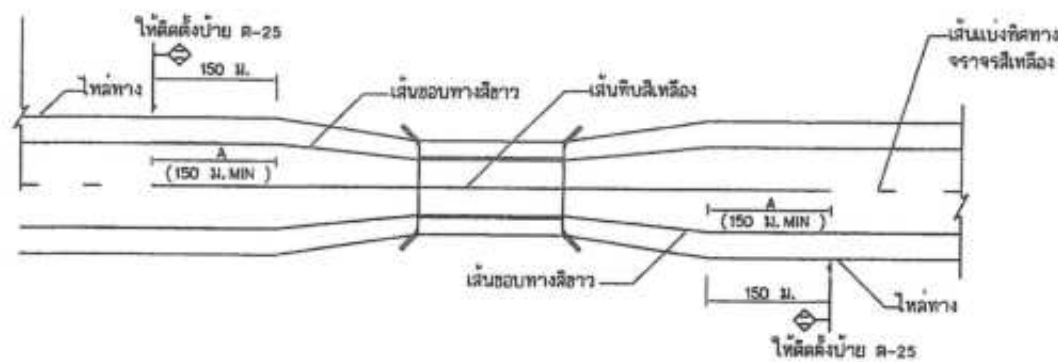 ให้ติดตั้งป้าย ต-25
150 ม.
ไหล่ทาง
เส้นขอบทางสีขาว
เส้นทึบสีเหลือง
เส้นแบ่งทิศทาง
จราจรสีเหลือง
A
(150 ม.MIN )
A
(150 ม.MIN )
เส้นขอบทางสีขาว
150 ม.
ไหล่ทาง
ให้ติดตั้งป้าย ต-25